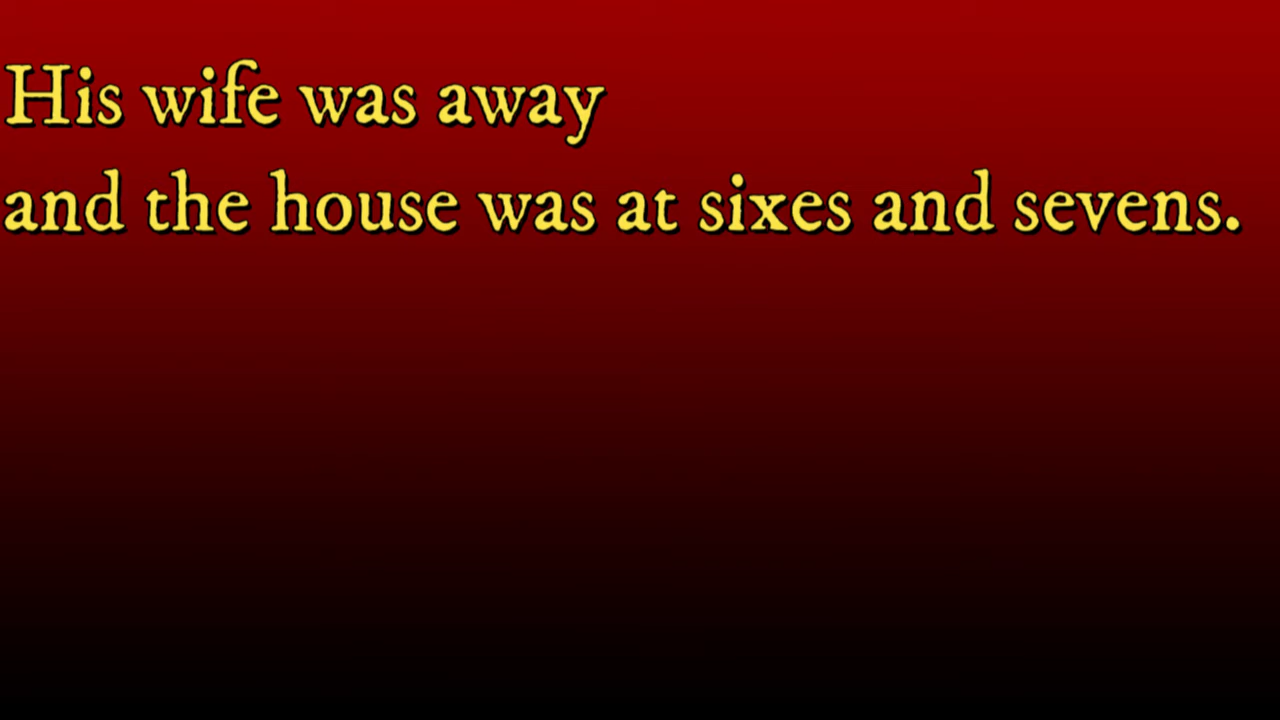 His wife was away
and the house was at sixes and sevens.